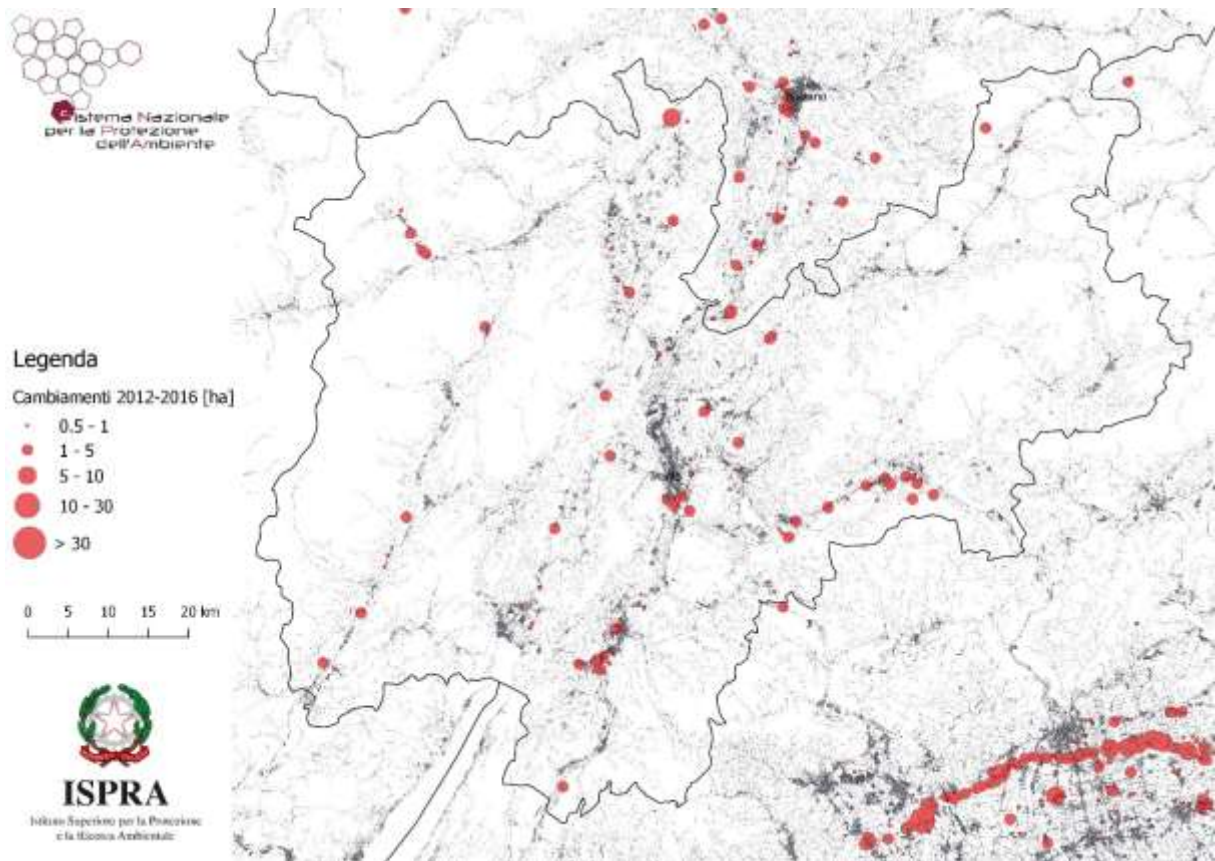 Sistema Nazionale
per la Protezione
dell'Ambiente
Bolzano
Legenda
Cambiamenti 2012-2016 [ha]
0.5 - 1
1 - 5
5 - 10
10 - 30
> 30
0 5 10 15 20 km
ISPRA
Istituto Superiore per la Protezione
e la Ricerca Ambientale